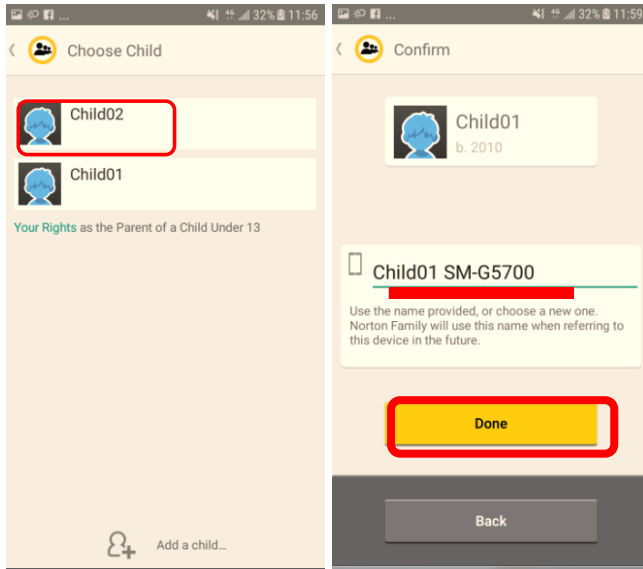 ... 32% 11:56
Choose Child
Child02
Child01
Your Rights as the Parent of a Child Under 13
Add a child...
... 32% 11:59
Confirm
Child01
b. 2010
Child01 SM-G5700
Use the name provided, or choose a new one.
Norton Family will use this name when referring to
this device in the future.
Done
Back